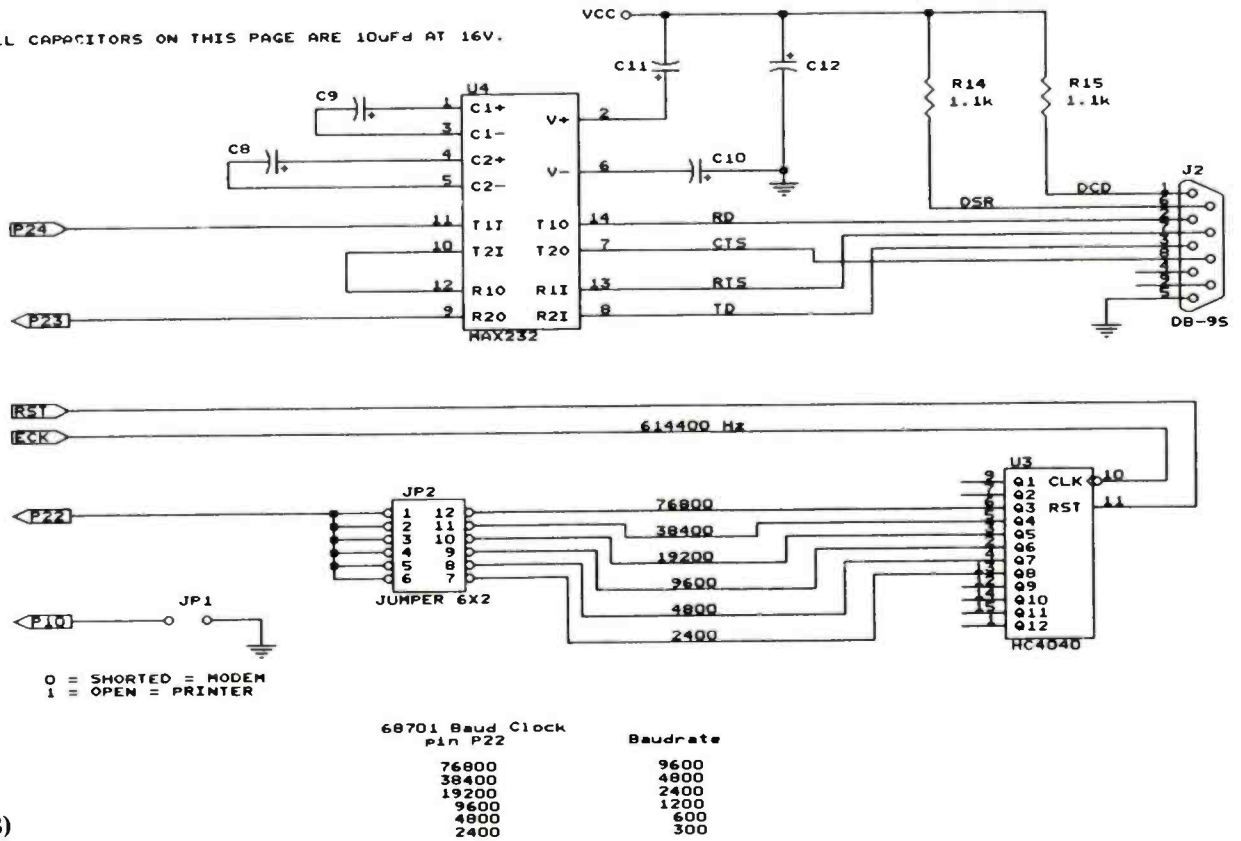 VCC
LL CAPACITORS ON THIS PAGE ARE 10uFd AT 16V.
C11
C12
R14
1.1k
R15
1.1k
U4
C9
1
C1+
V+
2
3
C1-
C8
4
C2+
C10
V-
6
5
C2-
J2
DCD
1
DSR
P24
11
T1I
T1O
14
RD
10
T2I
T2O
7
CTS
12
R1O
R1I
13
RTS
P23
9
R2O
R2I
8
TD
5
MAX232
DB-9S
RST
ECK
614400 Hz
U3
JP2
9
Q1
CLK
10
7
Q2
P22
1
12
76800
Q3
RST
11
2
11
38400
Q4
3
10
19200
Q5
4
9
9600
Q6
5
8
4800
Q7
6
7
2400
Q8
Q9
Q10
Q11
1
Q12
JUMPER 6X2
HC4040
P10
JP1
0 = SHORTED = MODEM
1 = OPEN = PRINTER
68701 Baud Clock
pin P22
Baudrate
76800 9600
38400 4800
19200 2400
9600 1200
4800 600
2400 300